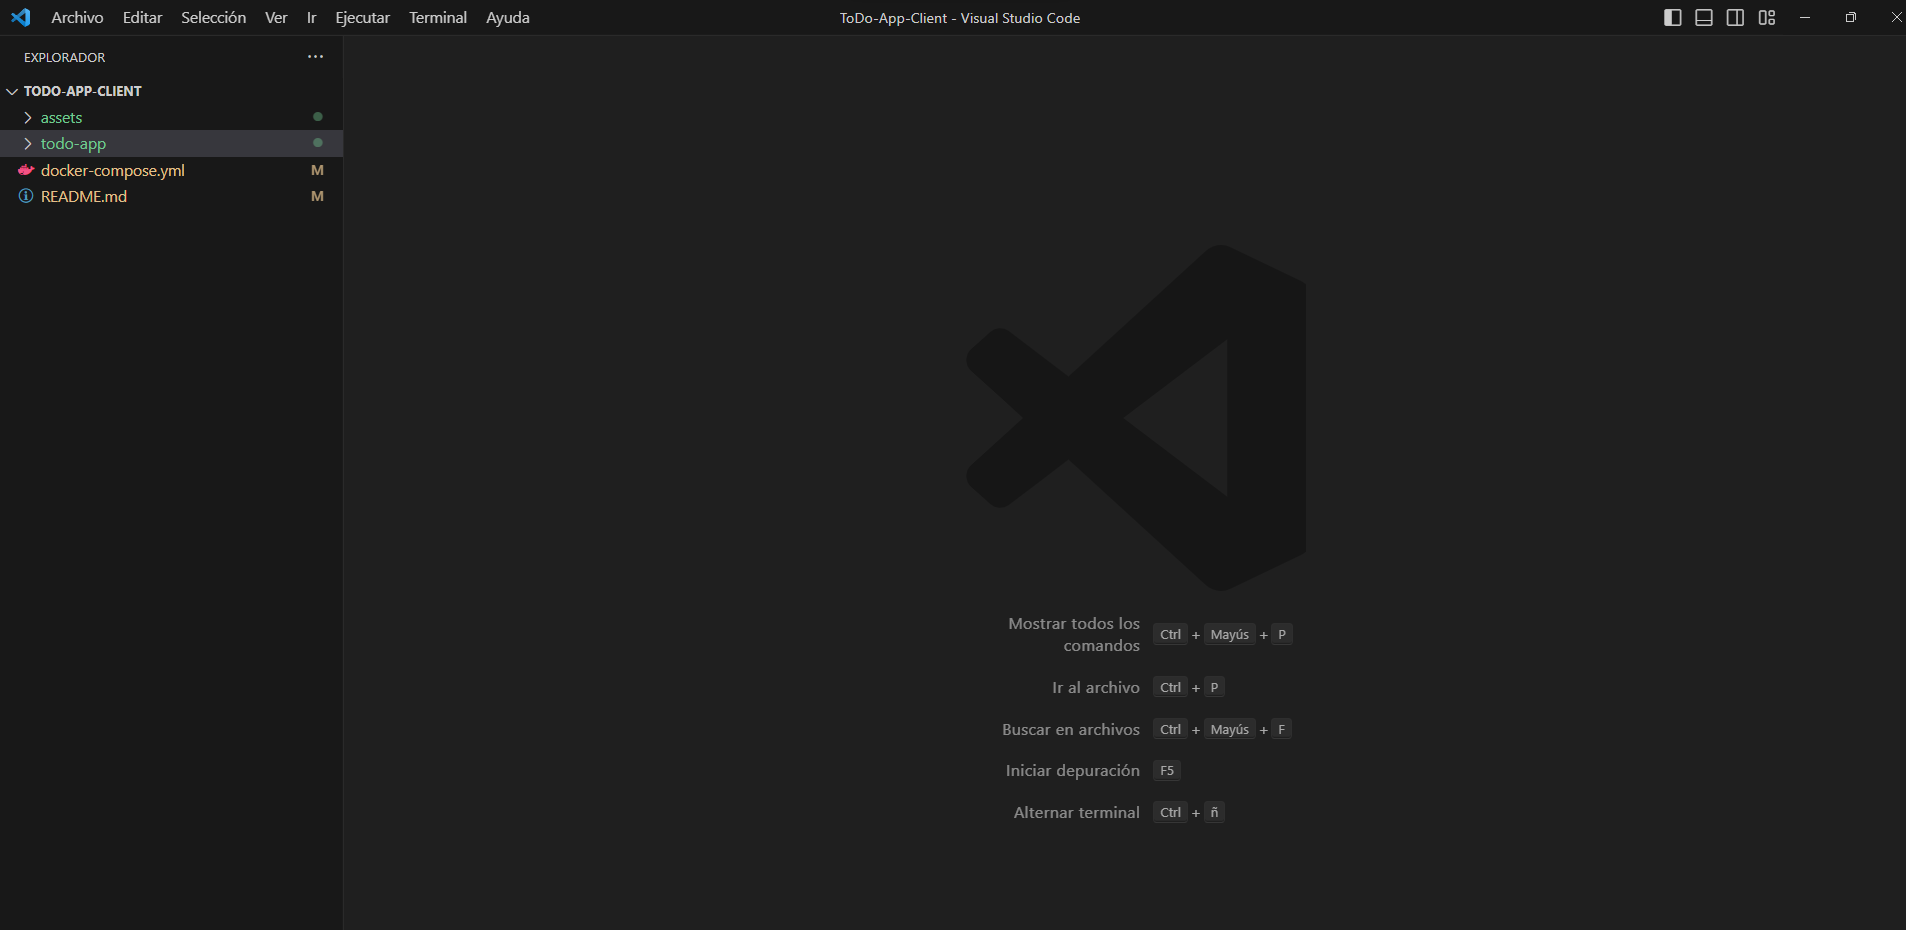 Archivo Editar Selección Ver Ir Ejecutar Terminal Ayuda
ToDo-App-Client - Visual Studio Code
EXPLORADOR
TODO-APP-CLIENT
assets
todo-app
docker-compose.yml M
README.md M
Mostrar todos los
comandos Ctrl + Mayús + P
Ir al archivo Ctrl + P
Buscar en archivos Ctrl + Mayús + F
Iniciar depuración F5
Alternar terminal Ctrl + ñ